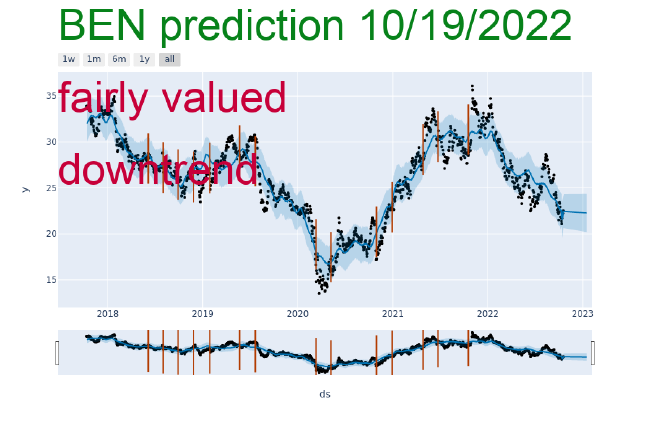 BEN prediction 10/19/2022
1w 1m 6m 1y all
fairly valued
downtrend
35
30
25
20
15
y
2018 2019 2020 2021 2022 2023
ds